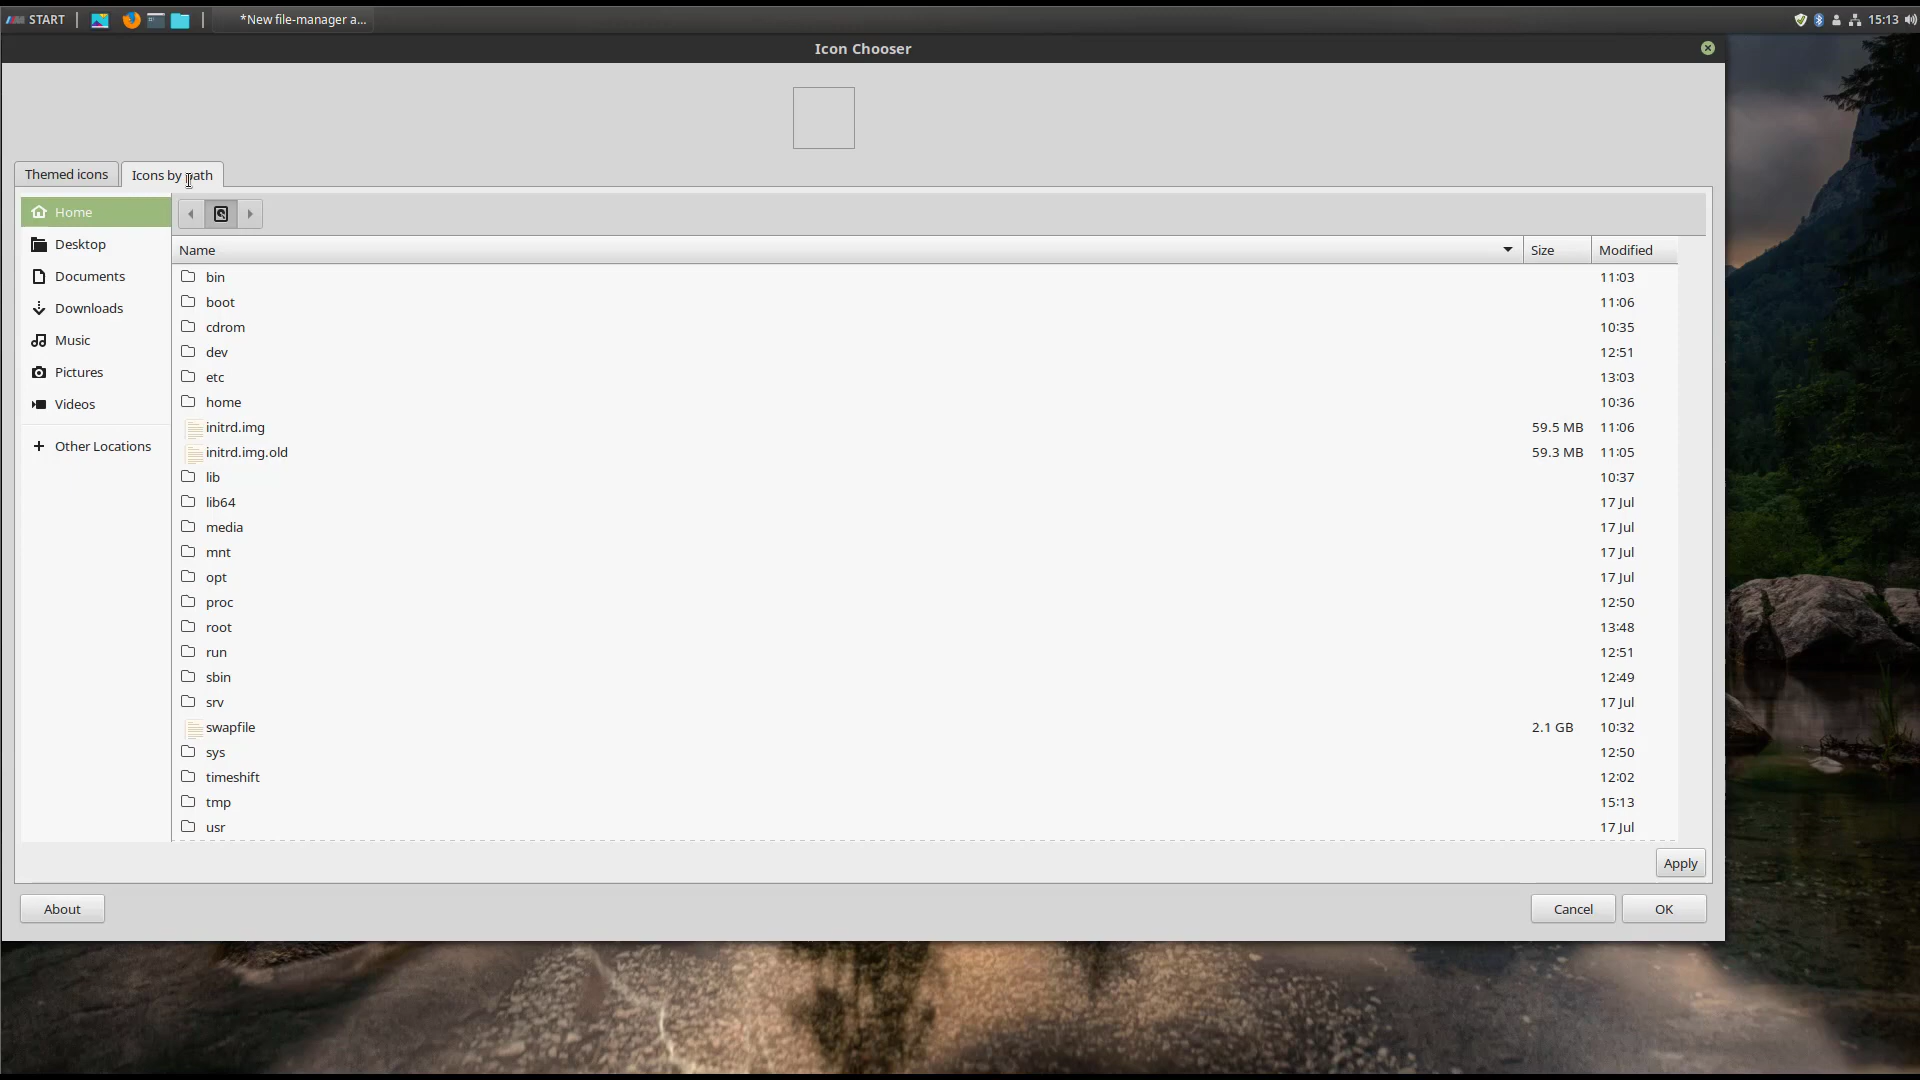 START
*New file-manager a...
15:13
Icon Chooser
Themed icons
Icons by path
Home
Desktop
Documents
Downloads
Music
Pictures
Videos
Other Locations
Name Size Modified
bin 11:03
boot 11:06
cdrom 10:35
dev 12:51
etc 13:03
home 10:36
initrd.img 59.5 MB 11:06
initrd.img.old 59.3 MB 11:05
lib 10:37
lib64 17 Jul
media 17 Jul
mnt 17 Jul
opt 17 Jul
proc 12:50
root 13:48
run 12:51
sbin 12:49
srv 17 Jul
swapfile 2.1 GB 10:32
sys 12:50
timeshift 12:02
tmp 15:13
usr 17 Jul
Apply
About
Cancel
OK